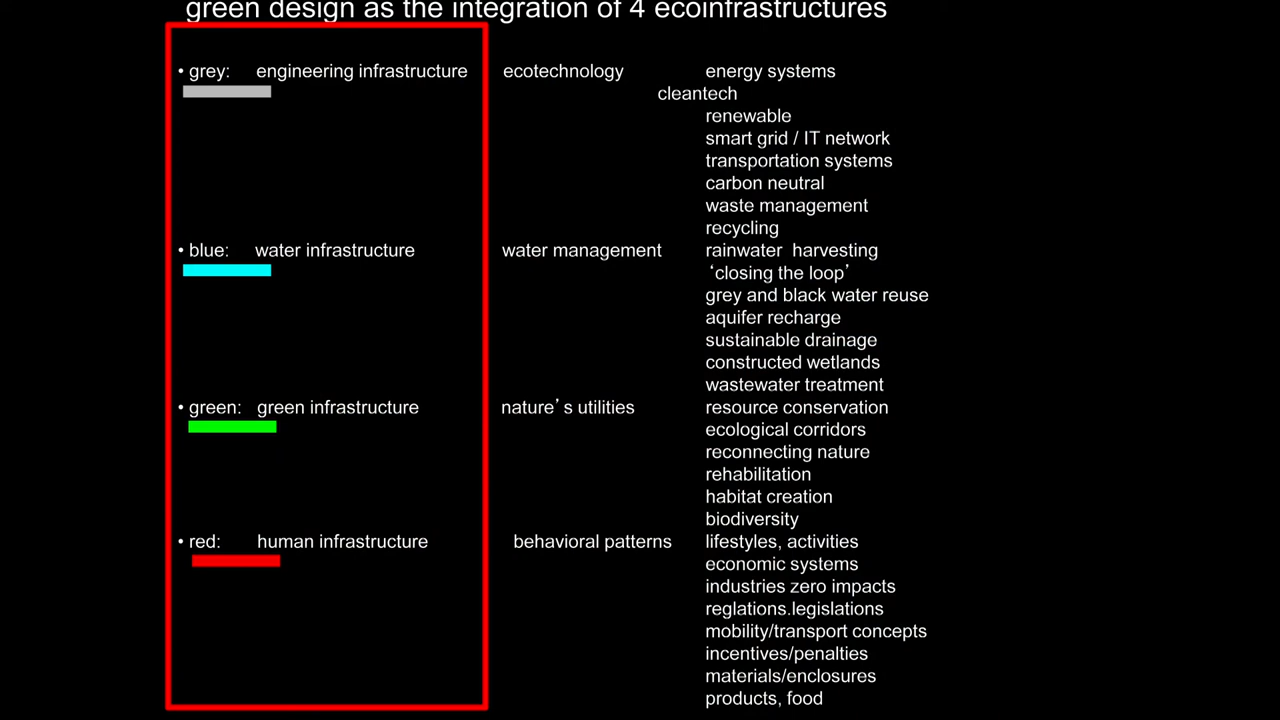 green design as the integration of 4 ecoinfrastructures
• grey: engineering infrastructure ecotechnology energy systems
cleantech
renewable
smart grid / IT network
transportation systems
carbon neutral
waste management
recycling
• blue: water infrastructure water management rainwater harvesting
‘closing the loop’
grey and black water reuse
aquifer recharge
sustainable drainage
constructed wetlands
wastewater treatment
• green: green infrastructure nature’s utilities resource conservation
ecological corridors
reconnecting nature
rehabilitation
habitat creation
biodiversity
• red: human infrastructure behavioral patterns lifestyles, activities
economic systems
industries zero impacts
reglations.legislations
mobility/transport concepts
incentives/penalties
materials/enclosures
products, food